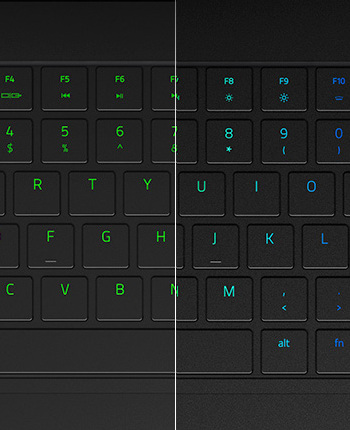 F4 F5 F6 F7 F8 F9 F10
4 5 6 7 8 9 0
$ % ^ & * ( )
R T Y U I O
F G H J K L
C V B N M ,
< >
alt fn